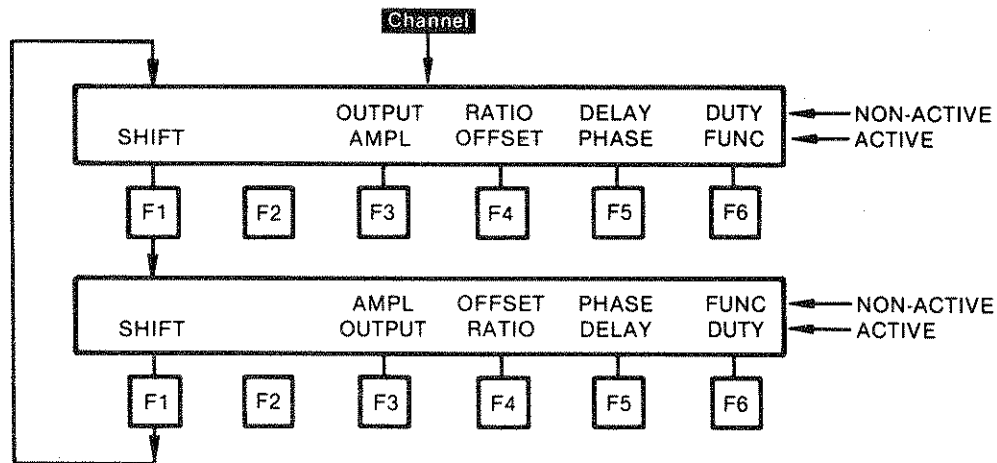 Channel
OUTPUT RATIO DELAY DUTY NON-ACTIVE
SHIFT AMPL OFFSET PHASE FUNC ACTIVE
F1 F2 F3 F4 F5 F6
AMPL OFFSET PHASE FUNC NON-ACTIVE
SHIFT OUTPUT RATIO DELAY DUTY ACTIVE
F1 F2 F3 F4 F5 F6